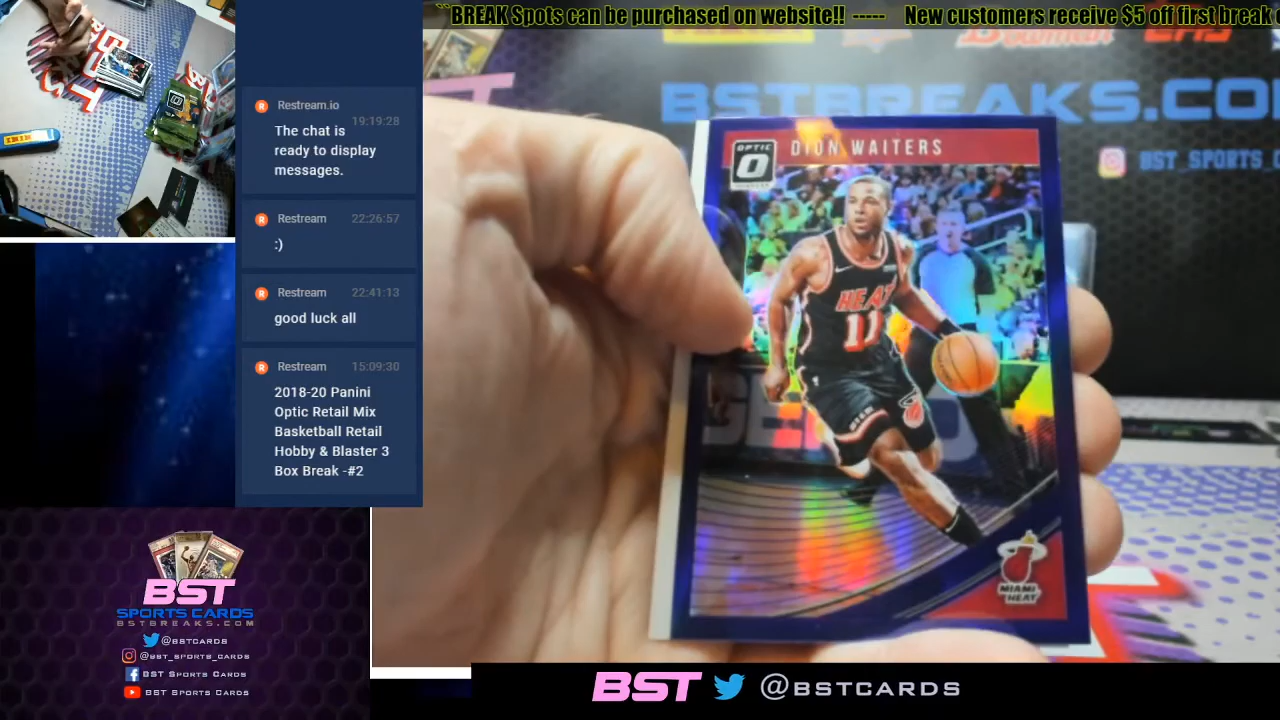 ``BREAK Spots can be purchased on website!! ----- New customers receive $5 off first break
Restream.io 19:19:28
The chat is
ready to display
messages.
Restream 22:26:57
:)
Restream 22:41:13
good luck all
Restream 15:09:30
2018-20 Panini
Optic Retail Mix
Basketball Retail
Hobby & Blaster 3
Box Break -#2
BSTBREAKS.CO
BST_SPORTS_C
OPTIC
DION WAITERS
HEAT
11
MIAMI
HEAT
BST
SPORTS CARDS
BSTBREAKS.COM
@BSTCARDS
@BST_SPORTS_CARDS
BST SPORTS CARDS
BST SPORTS CARDS
BST @BSTCARDS